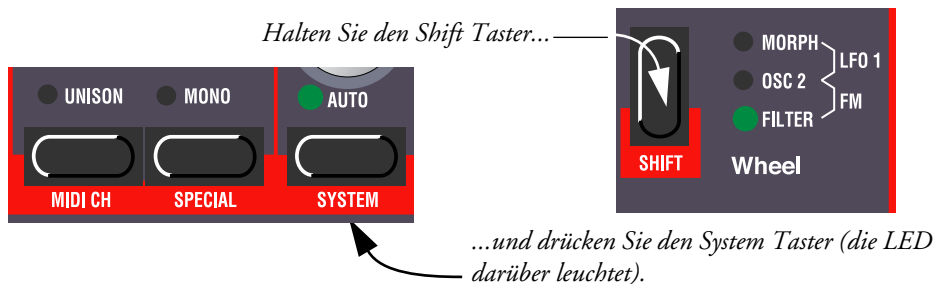 Halten Sie den Shift Taster...
MORPH
LFO 1
OSC 2
FM
FILTER
SHIFT
Wheel
UNISON
MONO
AUTO
MIDI CH
SPECIAL
SYSTEM
...und drücken Sie den System Taster (die LED
darüber leuchtet).